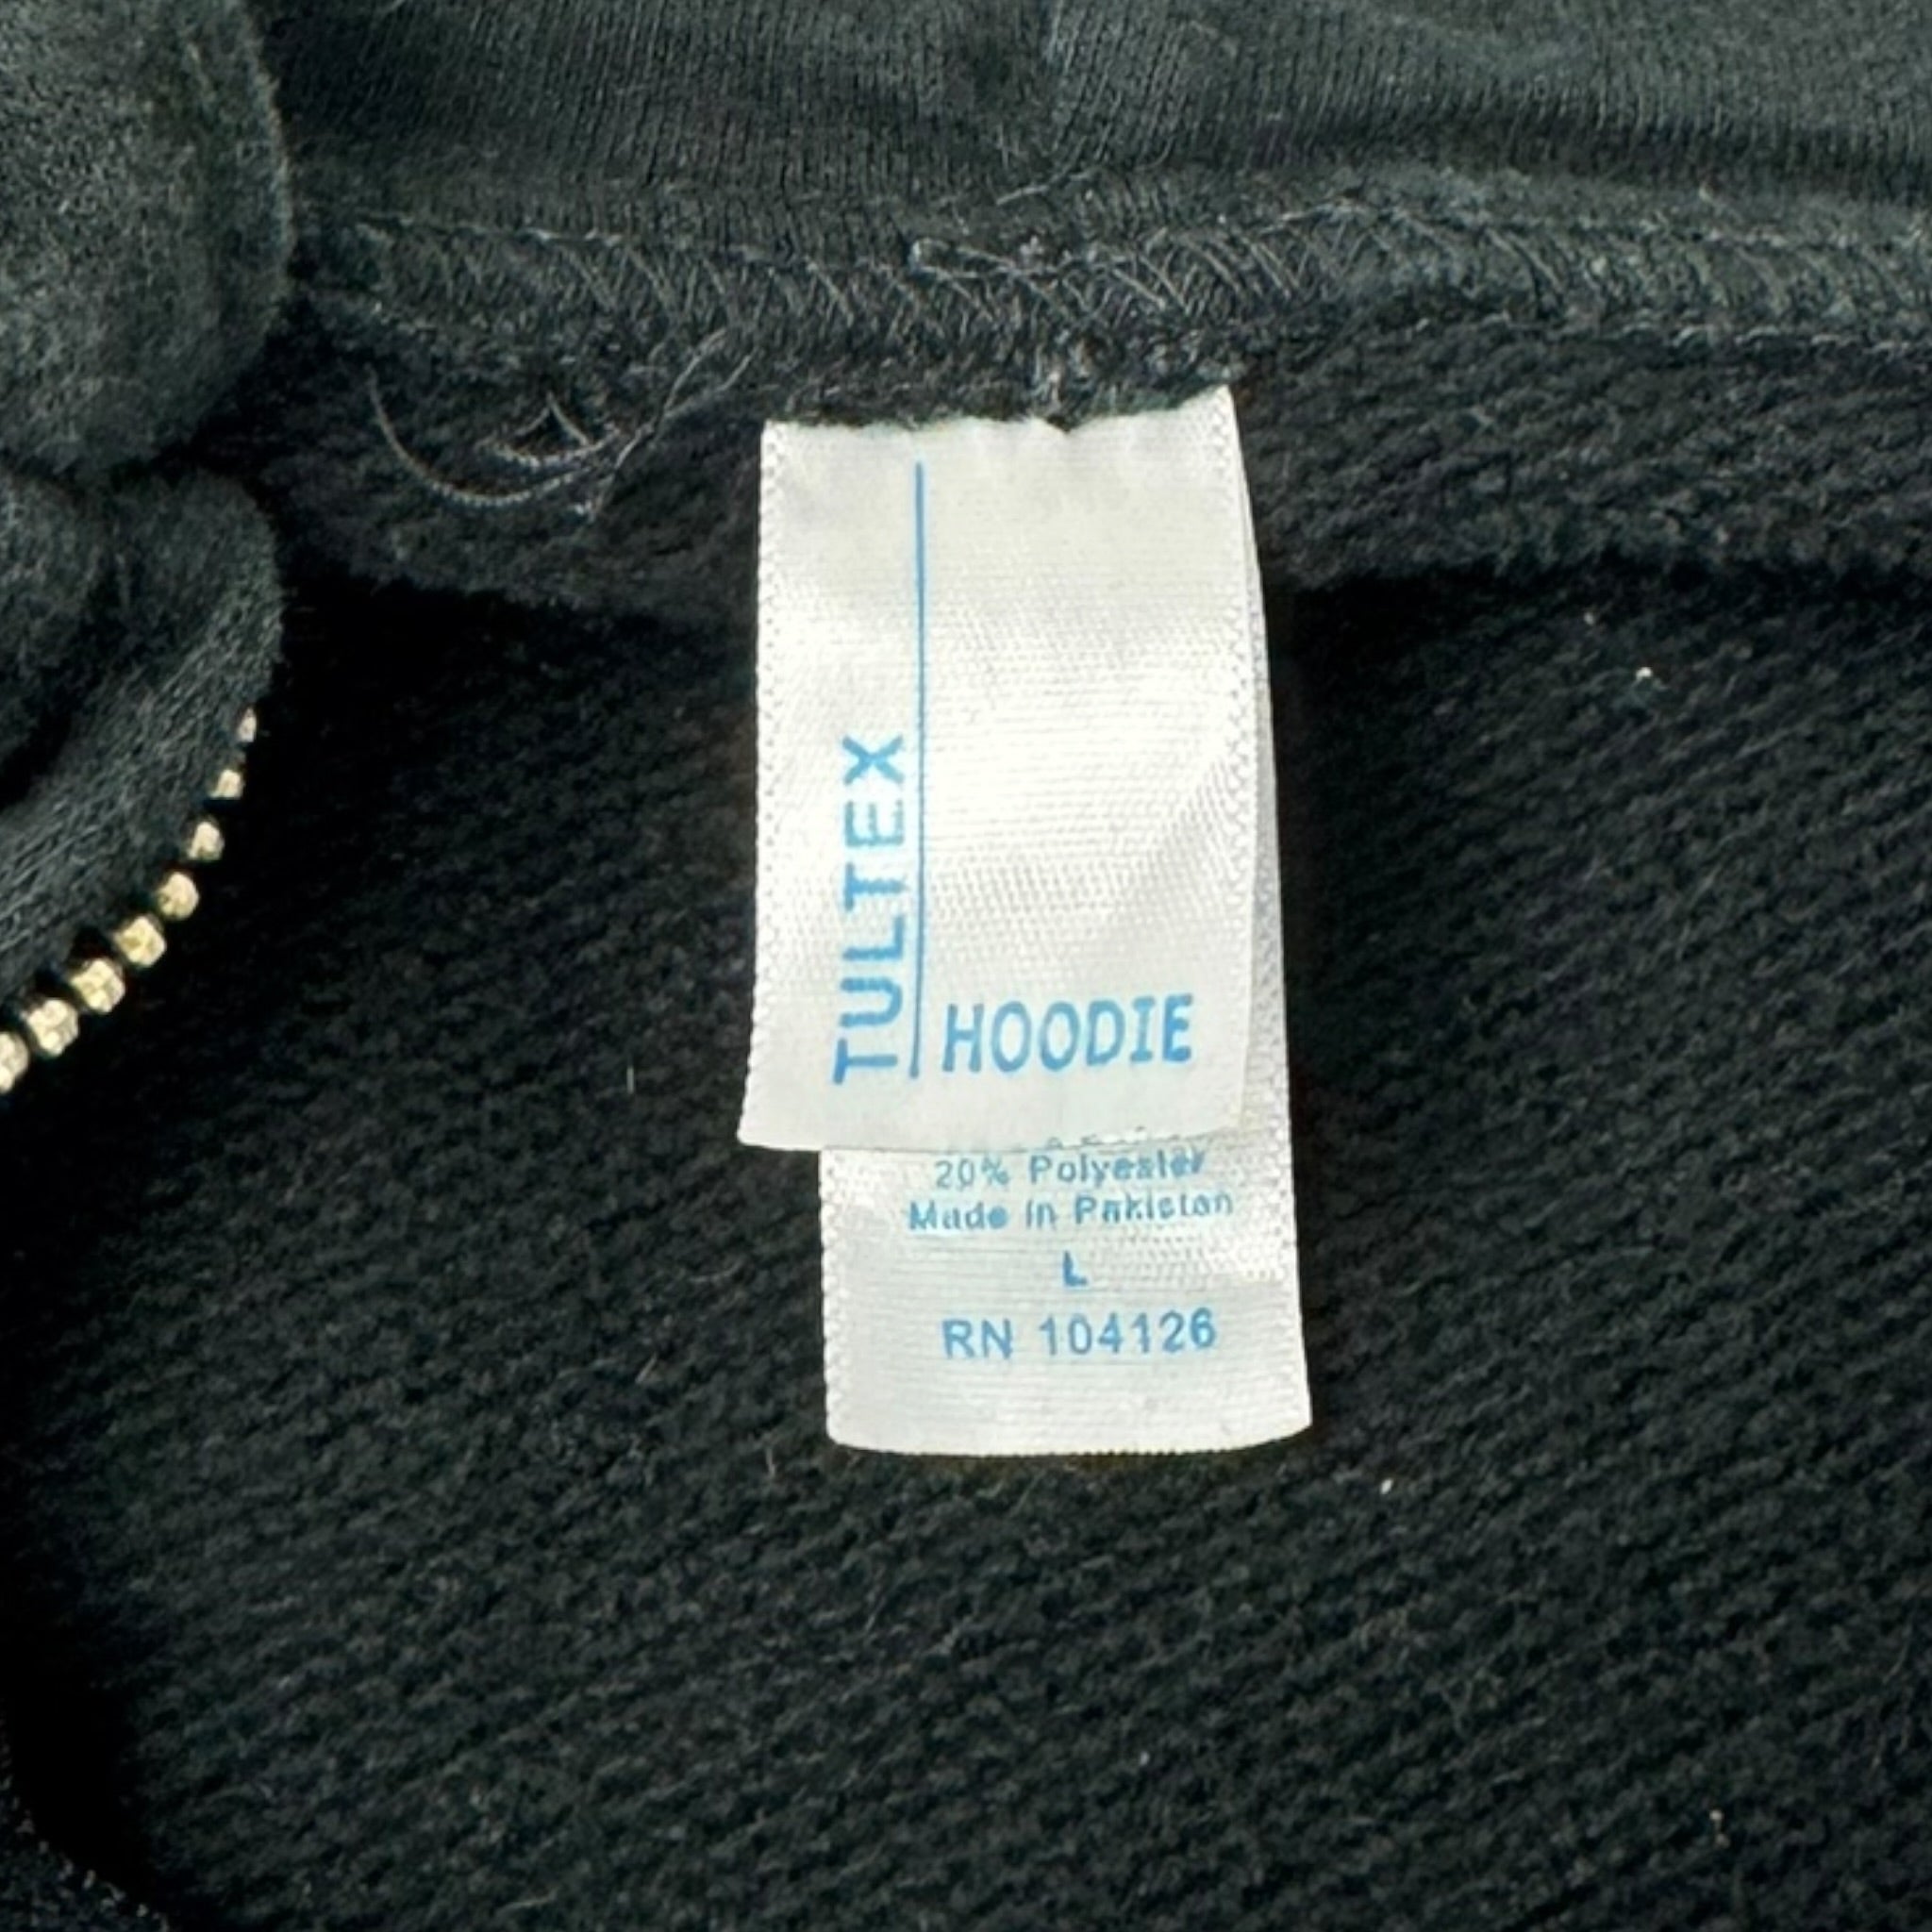 TULTEX
HOODIE
20% Polyester
Made in Pakistan
L
RN 104126